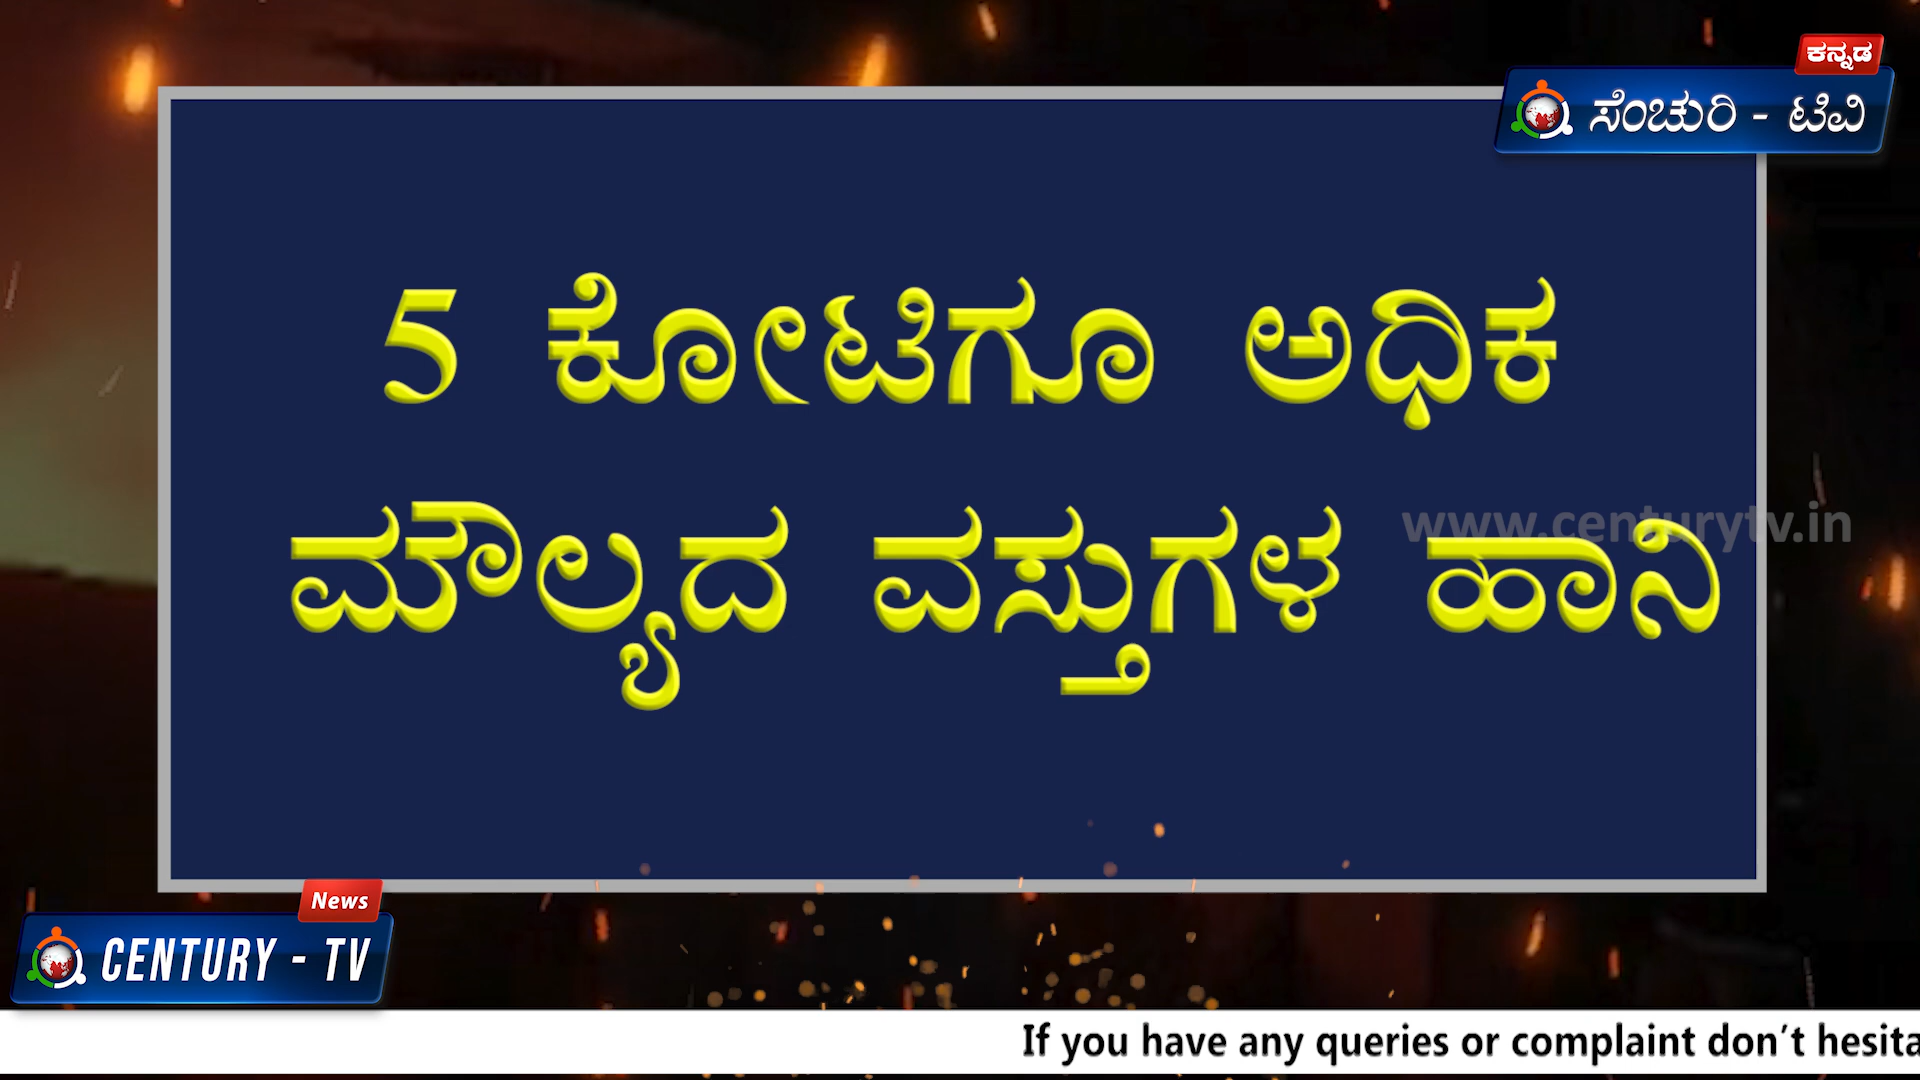 ಕನ್ನಡ
ಸೆಂಚುರಿ - ಟಿವಿ
5 ಕೋಟಿಗೂ ಅಧಿಕ
ಮೌಲ್ಯದ ವಸ್ತುಗಳ ಹಾನಿ
www.centurytv.in
News
CENTURY - TV
If you have any queries or complaint don't hesita